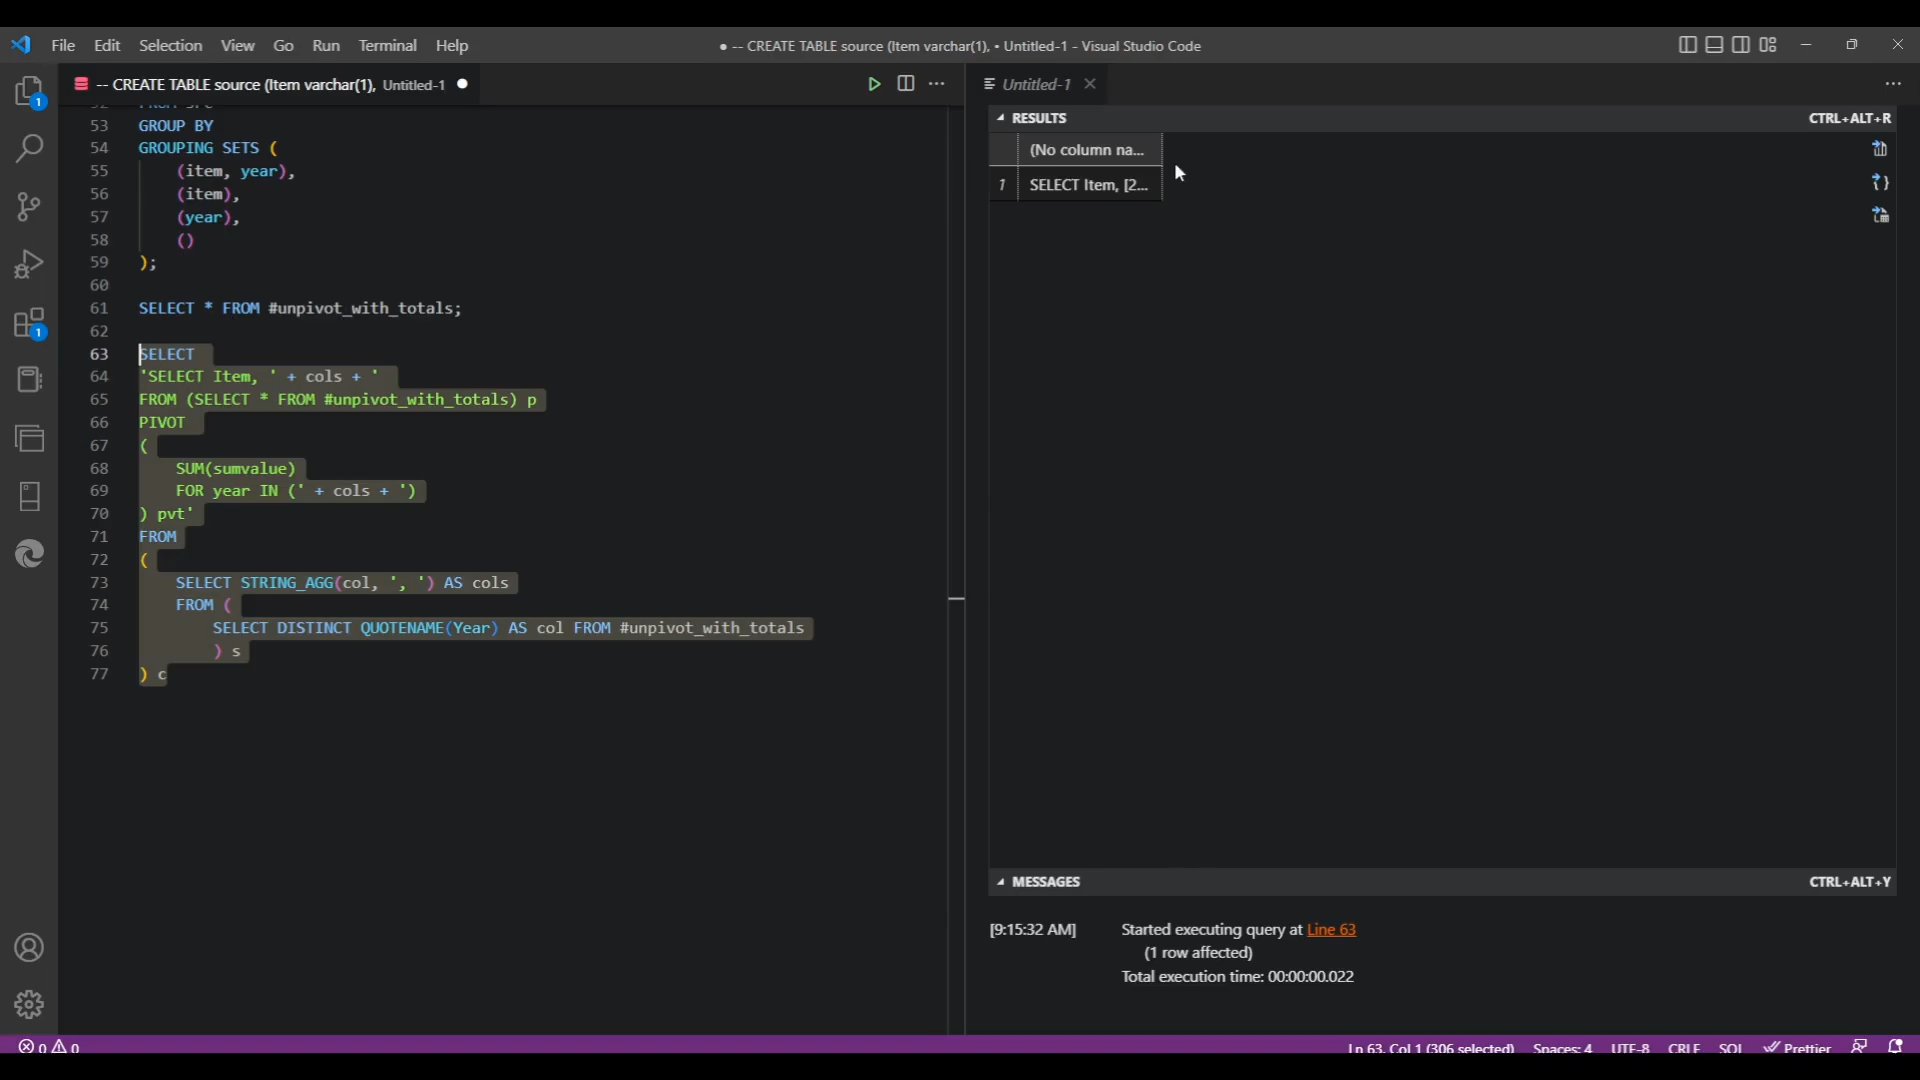 File Edit Selection View Go Run Terminal Help
● -- CREATE TABLE source (Item varchar(1), • Untitled-1 - Visual Studio Code
-- CREATE TABLE source (Item varchar(1), Untitled-1 ●
53 GROUP BY
54 GROUPING SETS (
55 (item, year),
56 (item),
57 (year),
58 ()
59 );
60
61 SELECT * FROM #unpivot_with_totals;
62
63 SELECT
64 'SELECT Item, ' + cols + '
65 FROM (SELECT * FROM #unpivot_with_totals) p
66 PIVOT
67 (
68 SUM(sumvalue)
69 FOR year IN (' + cols + ')
70 ) pvt'
71 FROM
72 (
73 SELECT STRING_AGG(col, ', ') AS cols
74 FROM (
75 SELECT DISTINCT QUOTENAME(Year) AS col FROM #unpivot_with_totals
76 ) s
77 ) c
Untitled-1
RESULTS CTRL+ALT+R
(No column na...
1 SELECT Item, [2...
MESSAGES CTRL+ALT+Y
[9:15:32 AM] Started executing query at Line 63
(1 row affected)
Total execution time: 00:00:00.022
1
1
0 0
Ln 63, Col 1 (306 selected) Spaces: 4 UTF-8 CRLF SQL Prettier